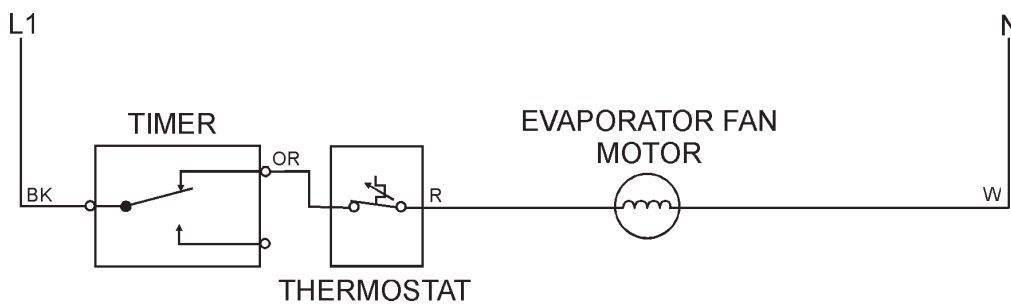 L1
N
TIMER
EVAPORATOR FAN
MOTOR
OR
BK
R
W
THERMOSTAT